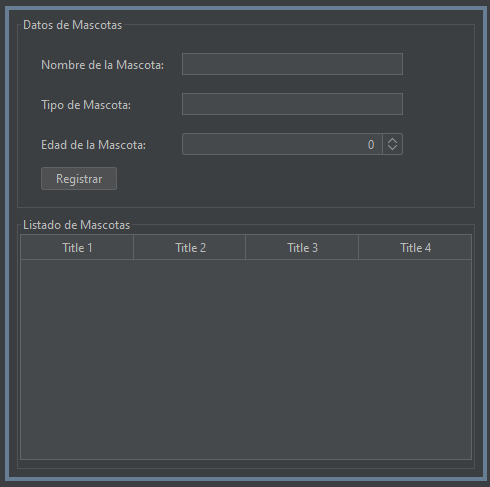 Datos de Mascotas
Nombre de la Mascota:
Tipo de Mascota:
Edad de la Mascota: 0
Registrar
Listado de Mascotas
Title 1 Title 2 Title 3 Title 4